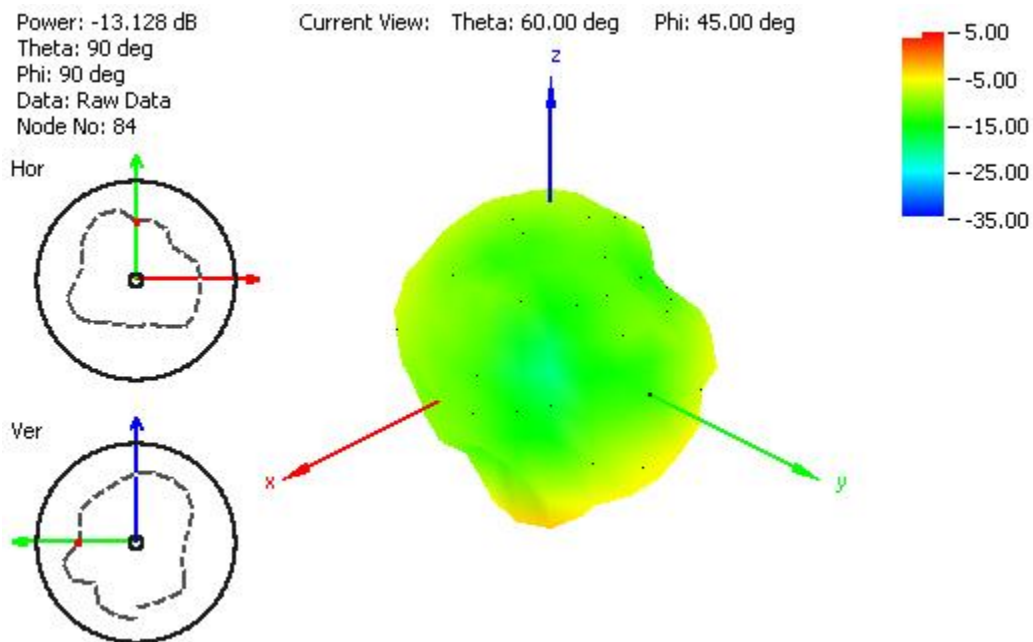 Power: -13.128 dB
Theta: 90 deg
Phi: 90 deg
Data: Raw Data
Node No: 84
Current View: Theta: 60.00 deg Phi: 45.00 deg
Hor
Ver
z
x
y
5.00
-5.00
-15.00
-25.00
-35.00